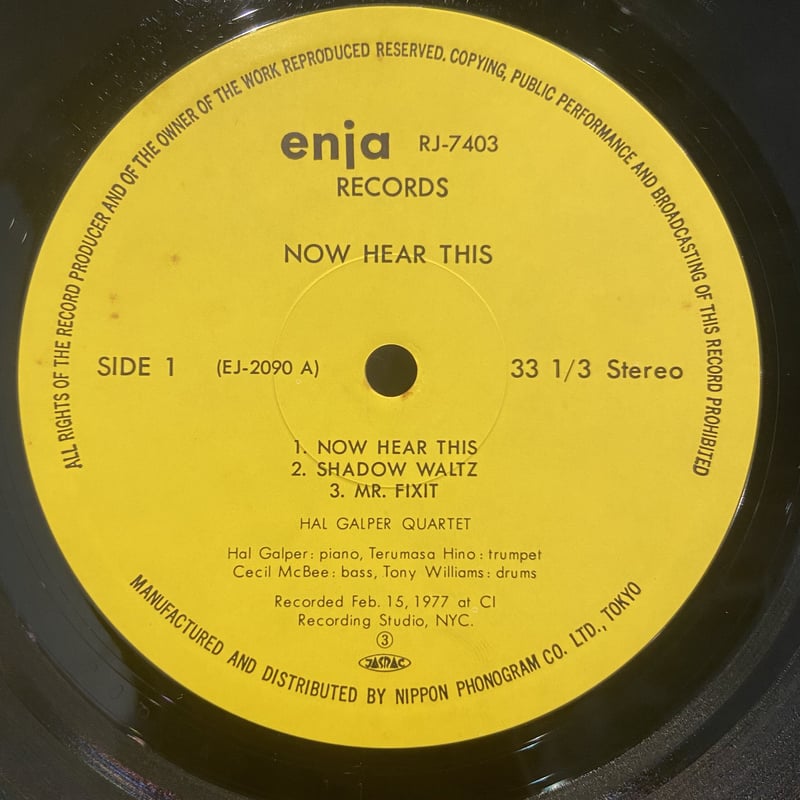 ALL RIGHTS OF THE RECORD PRODUCER AND OF THE OWNER OF THE WORK REPRODUCED RESERVED. COPYING, PUBLIC PERFORMANCE AND BROADCASTING OF THIS RECORD PROHIBITED
enja RJ-7403
RECORDS
NOW HEAR THIS
SIDE 1 (EJ-2090 A) 33 1/3 Stereo
1. NOW HEAR THIS
2. SHADOW WALTZ
3. MR. FIXIT
HAL GALPER QUARTET
Hal Galper: piano, Terumasa Hino: trumpet
Cecil McBee: bass, Tony Williams: drums
Recorded Feb. 15, 1977 at CI
Recording Studio, NYC.
③
JASRAC
MANUFACTURED AND DISTRIBUTED BY NIPPON PHONOGRAM CO. LTD., TOKYO